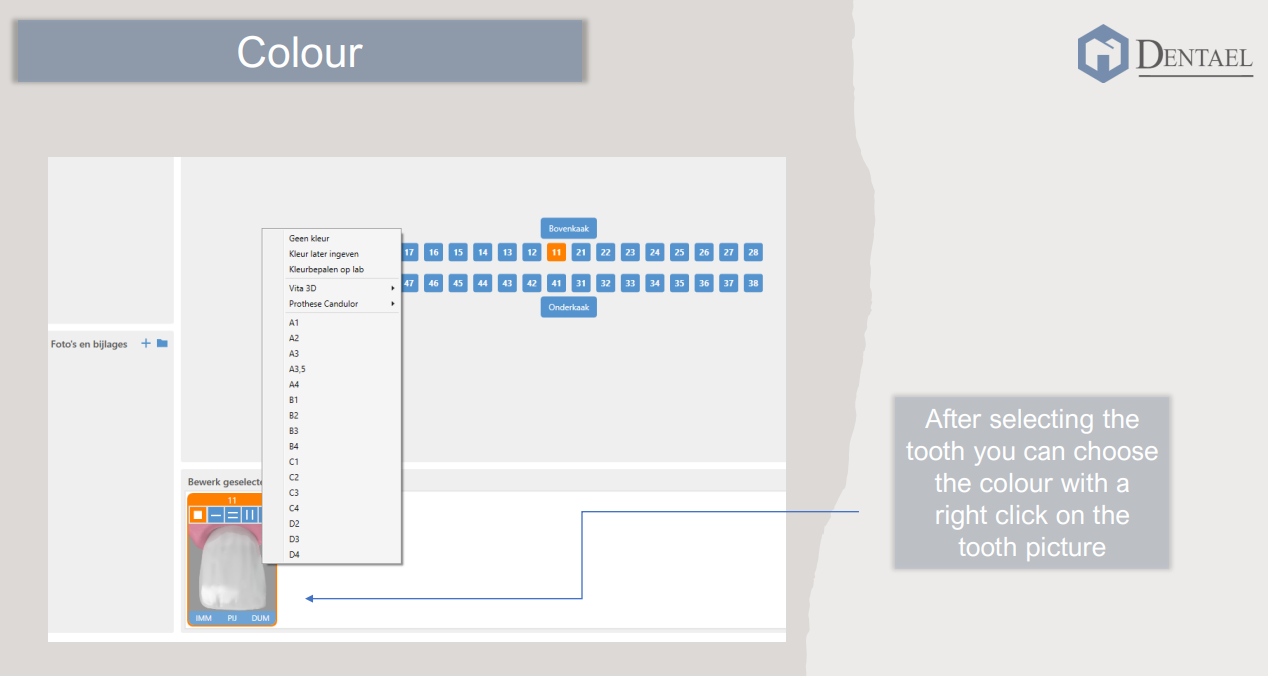 Colour
DENTAEL
Bovenkaak
17 16 15 14 13 12 11 21 22 23 24 25 26 27 28
47 46 45 44 43 42 41 31 32 33 34 35 36 37 38
Onderkaak
Geen kleur
Kleur later ingeven
Kleurbepalen op lab
Vita 3D
Prothese Candulor
A1
A2
A3
A3,5
A4
B1
B2
B3
B4
C1
C2
C3
C4
D2
D3
D4
Foto's en bijlages
Bewerk geselecte
11
IMM PIJ DUM
After selecting the
tooth you can choose
the colour with a
right click on the
tooth picture